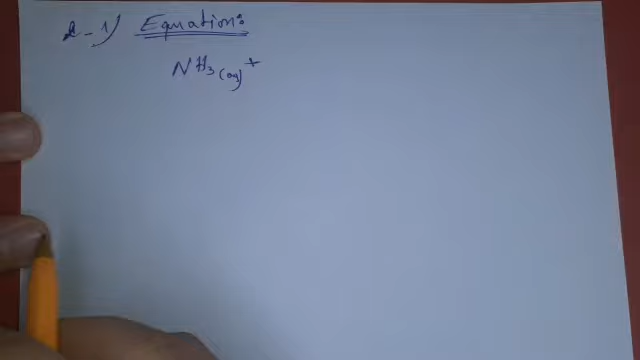 2-1) Equation:
NH3(aq) +